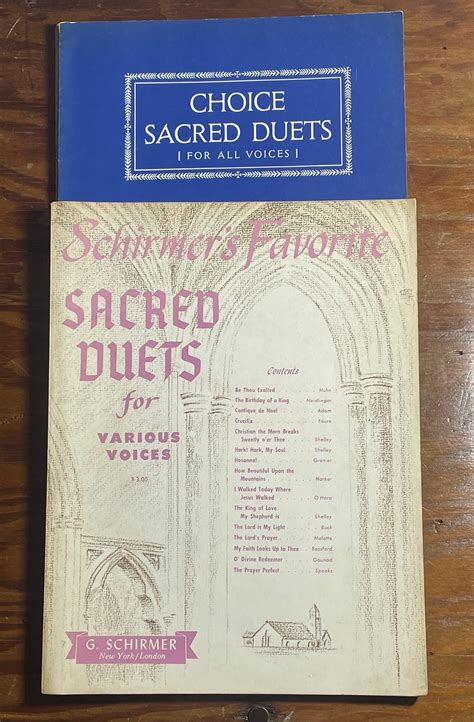 CHOICE
SACRED DUETS
[ FOR ALL VOICES ]
Schirmer's Favorite
SACRED
DUETS
for
VARIOUS
VOICES
Contents
Be Thou Exalted . . . Huhn
The Birthday of a King . . Neidlinger
Cantique de Noel . . . . Adam
Crucifix . . . . . . Faure
Christian the Morn Breaks
Sweetly o'er Thee . . . Shelley
Hark! Hark, My Soul . . Shelley
Hosanna! . . . . . . Granier
How Beautiful Upon the
Mountains . . . . . Harker
I Walked Today Where
Jesus Walked . . . . O'Hara
The King of Love
My Shepherd is . . . Shelley
The Lord is My Light . . Buck
The Lord's Prayer . . . Malotte
My Faith Looks Up to Thee . Bassford
O' Divine Redeemer . . . Gounod
The Prayer Perfect . . . . Speaks
G. SCHIRMER
New York/London